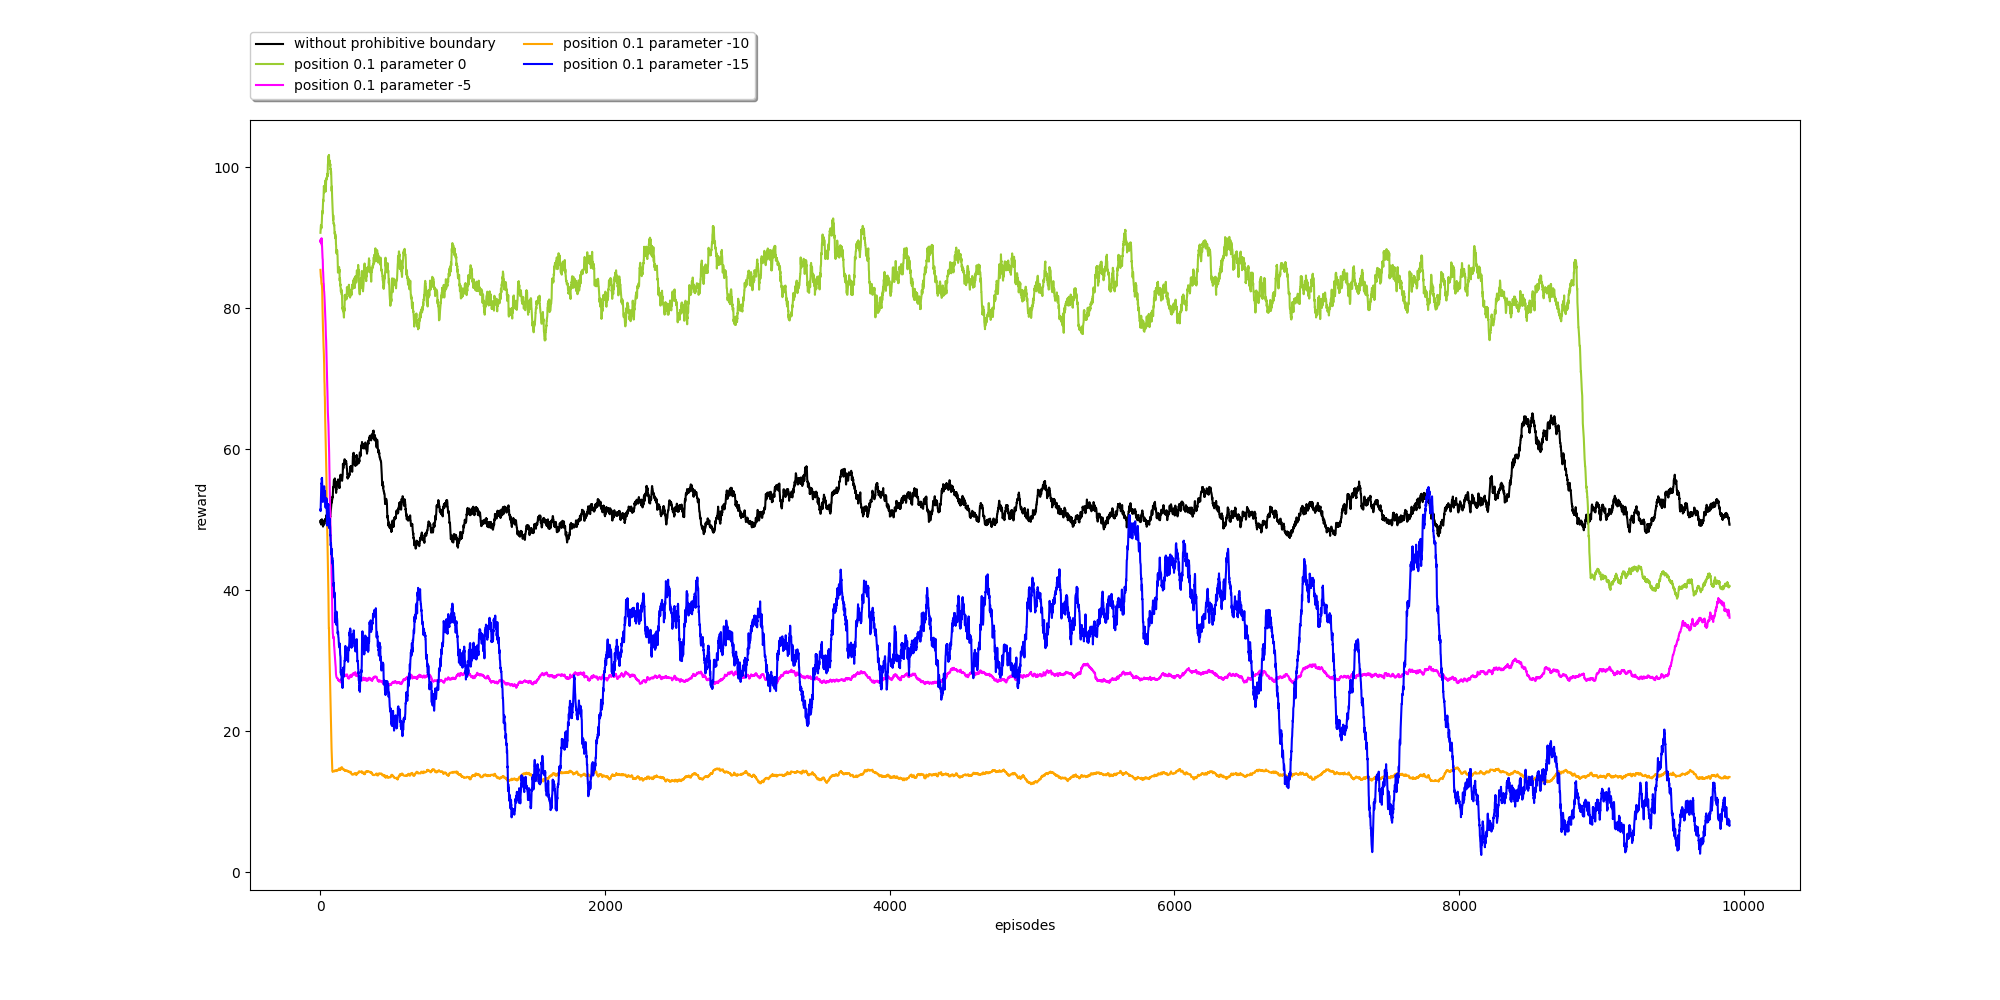 without prohibitive boundary
position 0.1 parameter 0
position 0.1 parameter -5
position 0.1 parameter -10
position 0.1 parameter -15
100
80
60
40
20
0
reward
0 2000 4000 6000 8000 10000
episodes